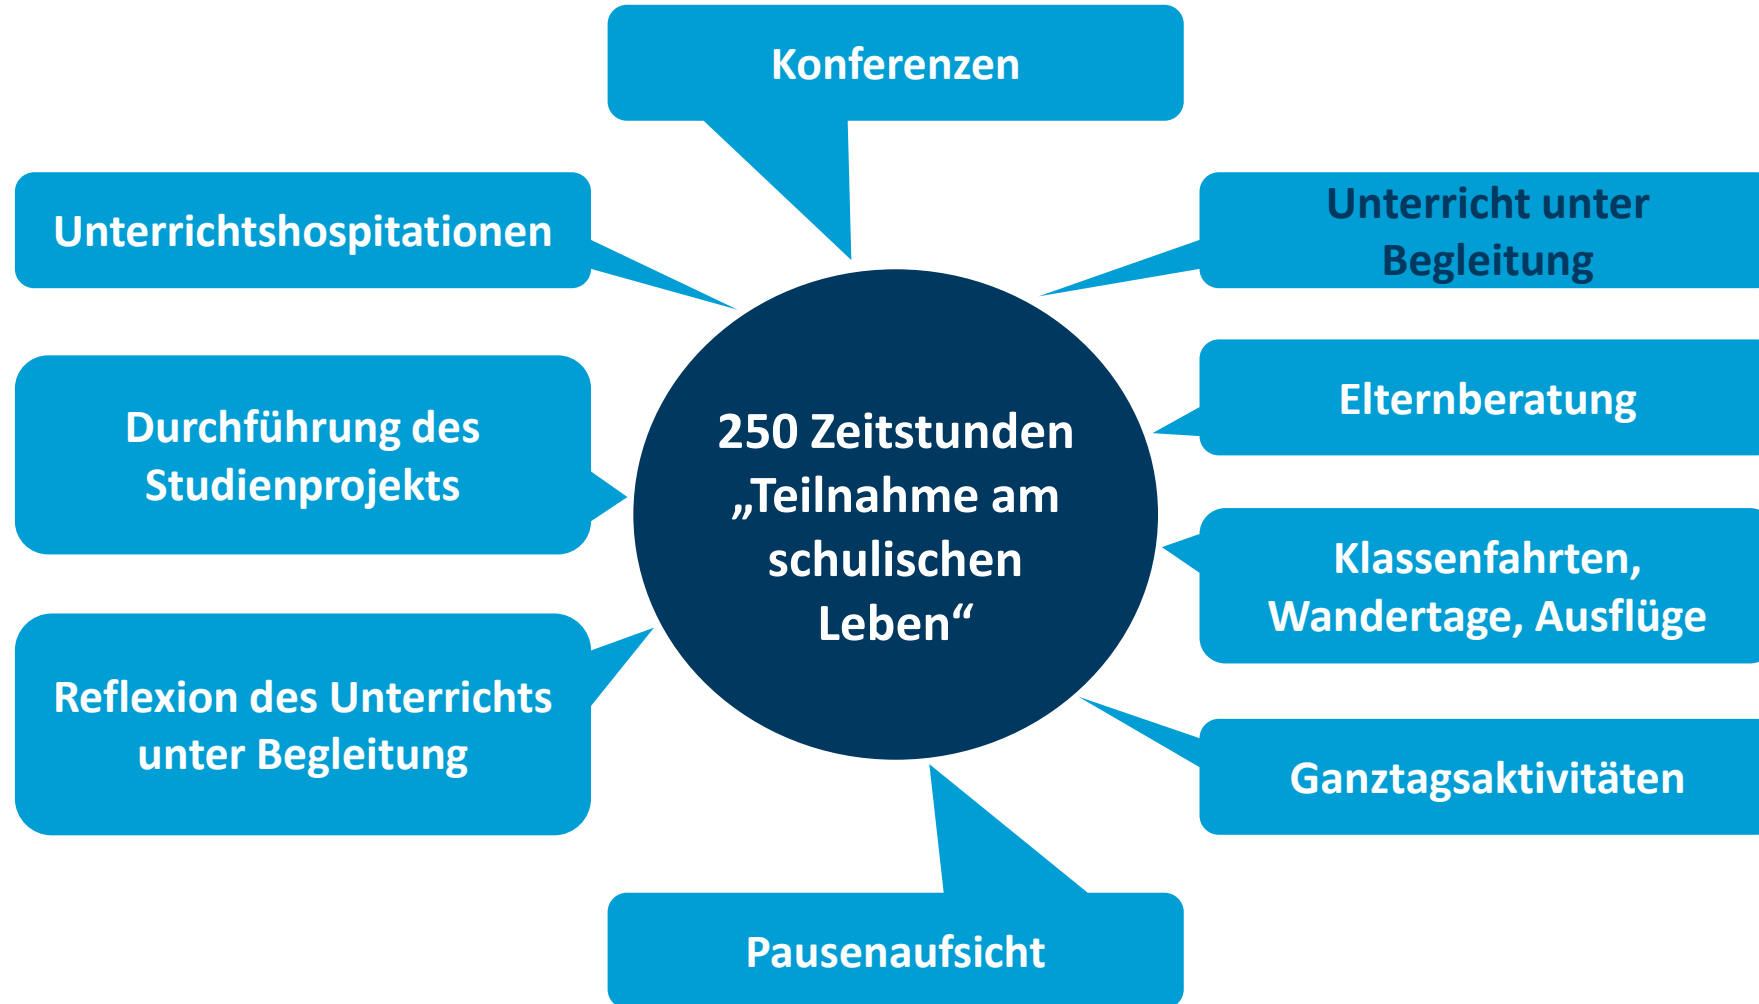 Konferenzen
Unterrichtshospitationen
Unterricht unter
Begleitung
Durchführung des
Studienprojekts
Elternberatung
250 Zeitstunden
„Teilnahme am
schulischen
Leben“
Klassenfahrten,
Wandertage, Ausflüge
Reflexion des Unterrichts
unter Begleitung
Ganztagsaktivitäten
Pausenaufsicht